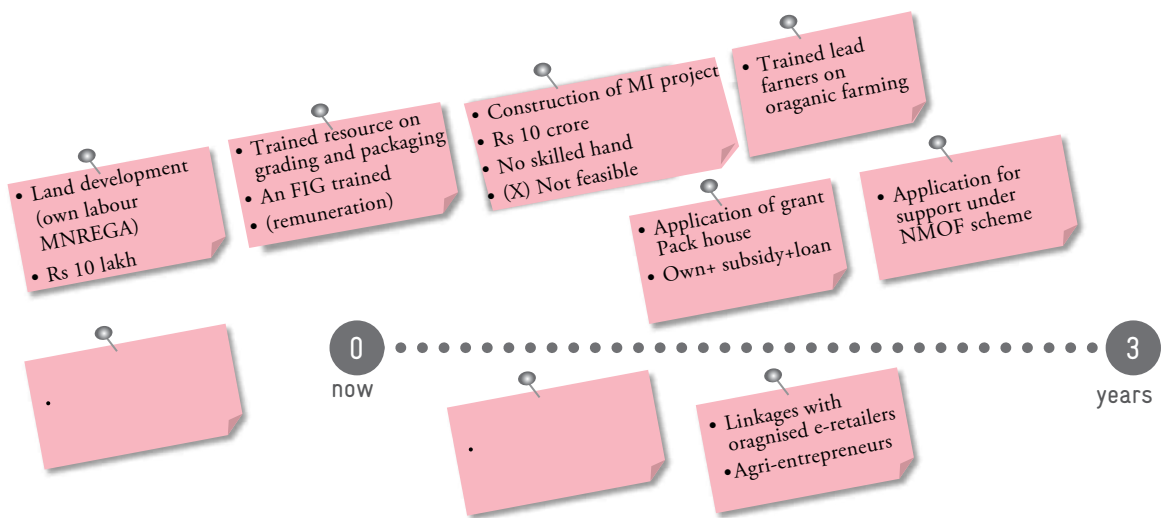 • Land development
(own labour
MNREGA)
• Rs 10 lakh
• Trained resource on
grading and packaging
• An FIG trained
• (remuneration)
• Construction of MI project
• Rs 10 crore
• No skilled hand
• (X) Not feasible
• Trained lead
farners on
oraganic farming
• Application of grant
Pack house
• Own+ subsidy+loan
• Application for
support under
NMOF scheme
0
now
3
years
•
•
• Linkages with
oragnised e-retailers
•Agri-entrepreneurs